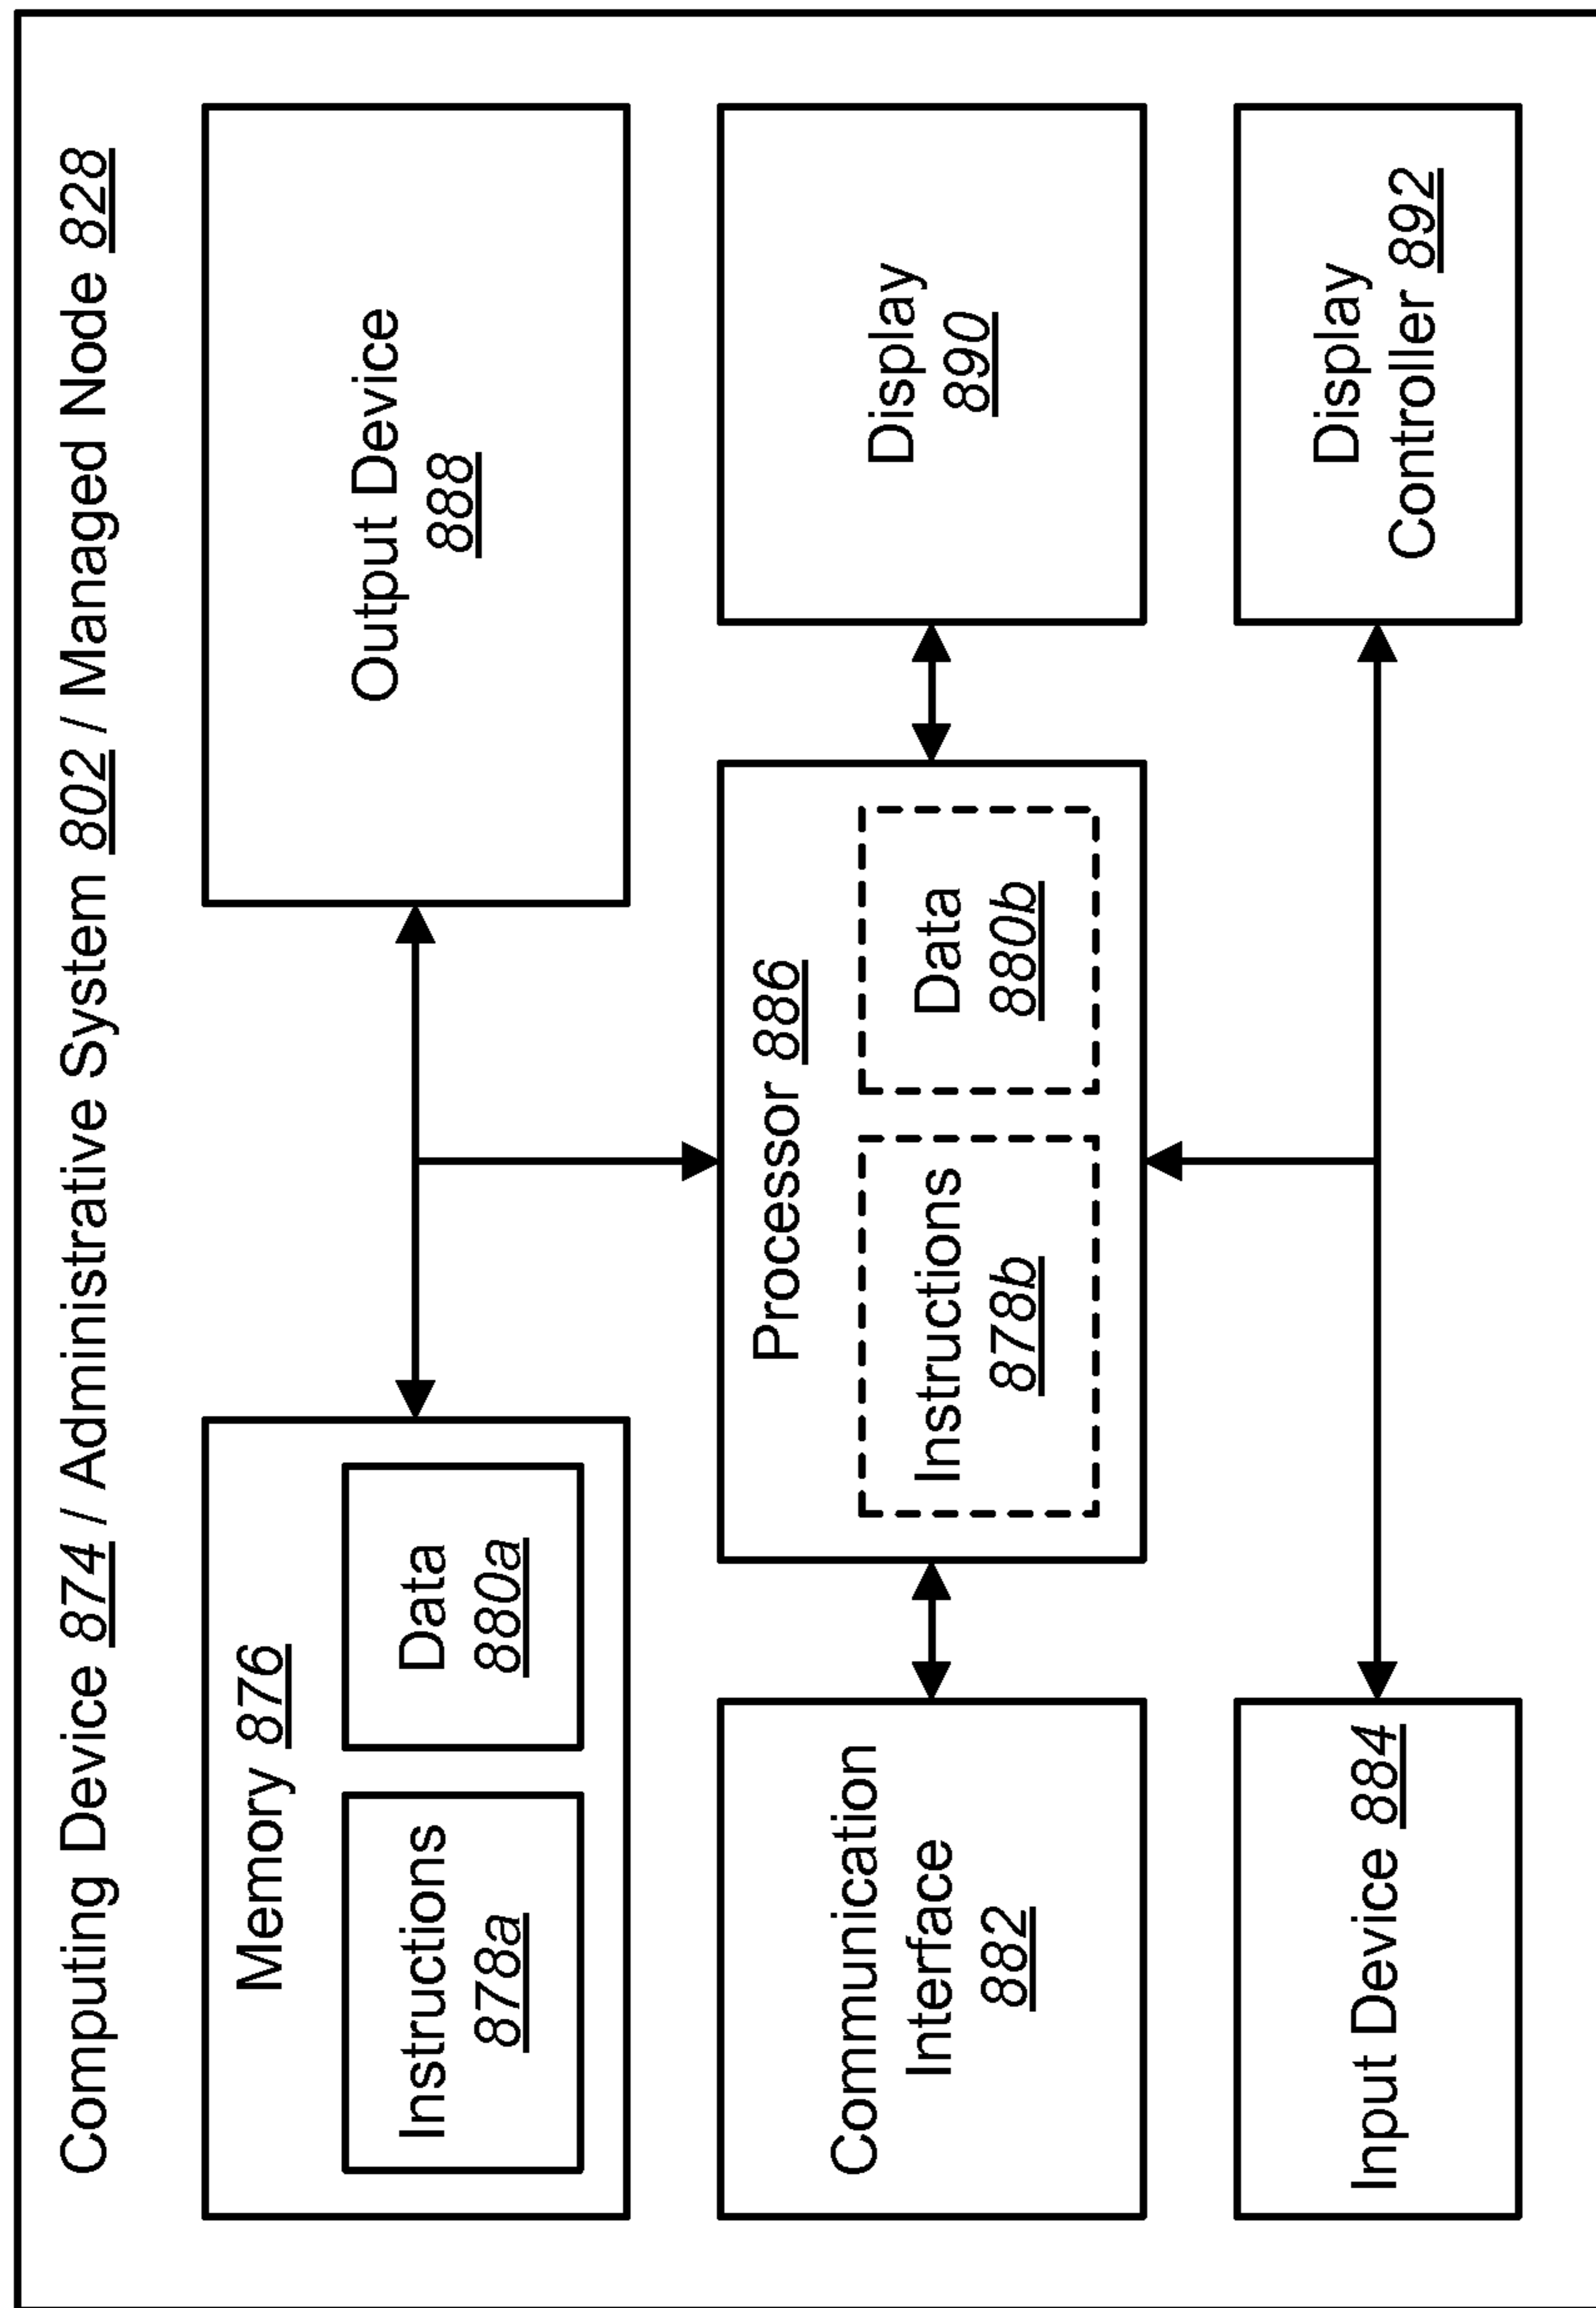 Computing Device 874 / Administrative System 802 / Managed Node 828
Memory 876
Instructions
878a
Data
880a
Output Device
888
Communication
Interface
882
Processor 886
Instructions
878b
Data
880b
Display
890
Input Device 884
Display
Controller 892